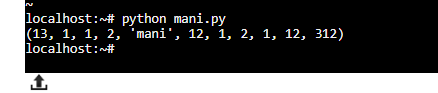 ~
localhost:~# python mani.py
(13, 1, 1, 2, 'mani', 12, 1, 2, 1, 12, 312)
localhost:~#